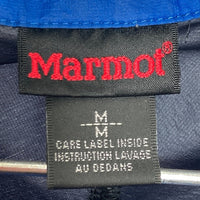 Marmot®
M
M
CARE LABEL INSIDE
INSTRUCTION LAVAGE
AU DEDANS